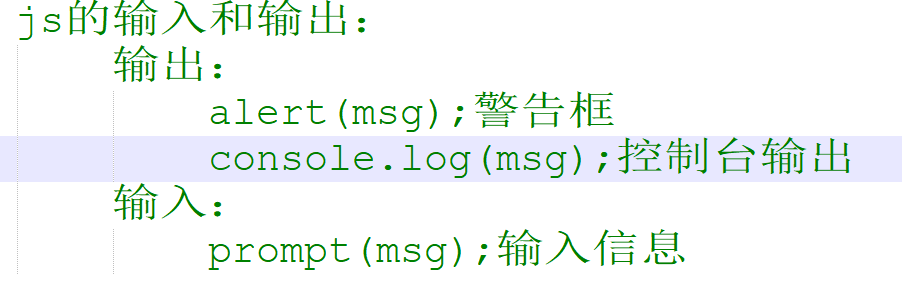 js的输入和输出：
输出：
alert(msg);警告框
console.log(msg);控制台输出
输入：
prompt(msg);输入信息